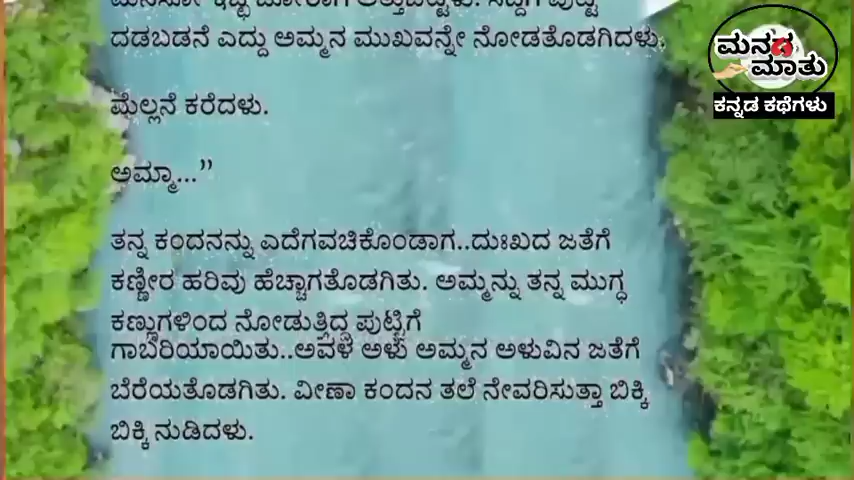 ದಡಬಡನೆ ಎದ್ದು ಅಮ್ಮನ ಮುಖವನ್ನೇ ನೋಡತೊಡಗಿದಳು.
ಮೆಲ್ಲನೆ ಕರೆದಳು.
ಅಮ್ಮಾ...”
ತನ್ನ ಕಂದನನ್ನು ಎದೆಗವಚಿಕೊಂಡಾಗ..ದುಃಖದ ಜತೆಗೆ
ಕಣ್ಣೀರ ಹರಿವು ಹೆಚ್ಚಾಗತೊಡಗಿತು. ಅಮ್ಮನ್ನು ತನ್ನ ಮುಗ್ಧ
ಕಣ್ಣುಗಳಿಂದ ನೋಡುತ್ತಿದ್ದ ಪುಟ್ಟಿಗೆ
ಗಾಬರಿಯಾಯಿತು..ಅವಳ ಅಳು ಅಮ್ಮನ ಅಳುವಿನ ಜತೆಗೆ
ಬೆರೆಯತೊಡಗಿತು. ವೀಣಾ ಕಂದನ ತಲೆ ನೇವರಿಸುತ್ತಾ ಬಿಕ್ಕಿ
ಬಿಕ್ಕಿ ನುಡಿದಳು.
ಮನದ
ಮಾತು
ಕನ್ನಡ ಕಥೆಗಳು